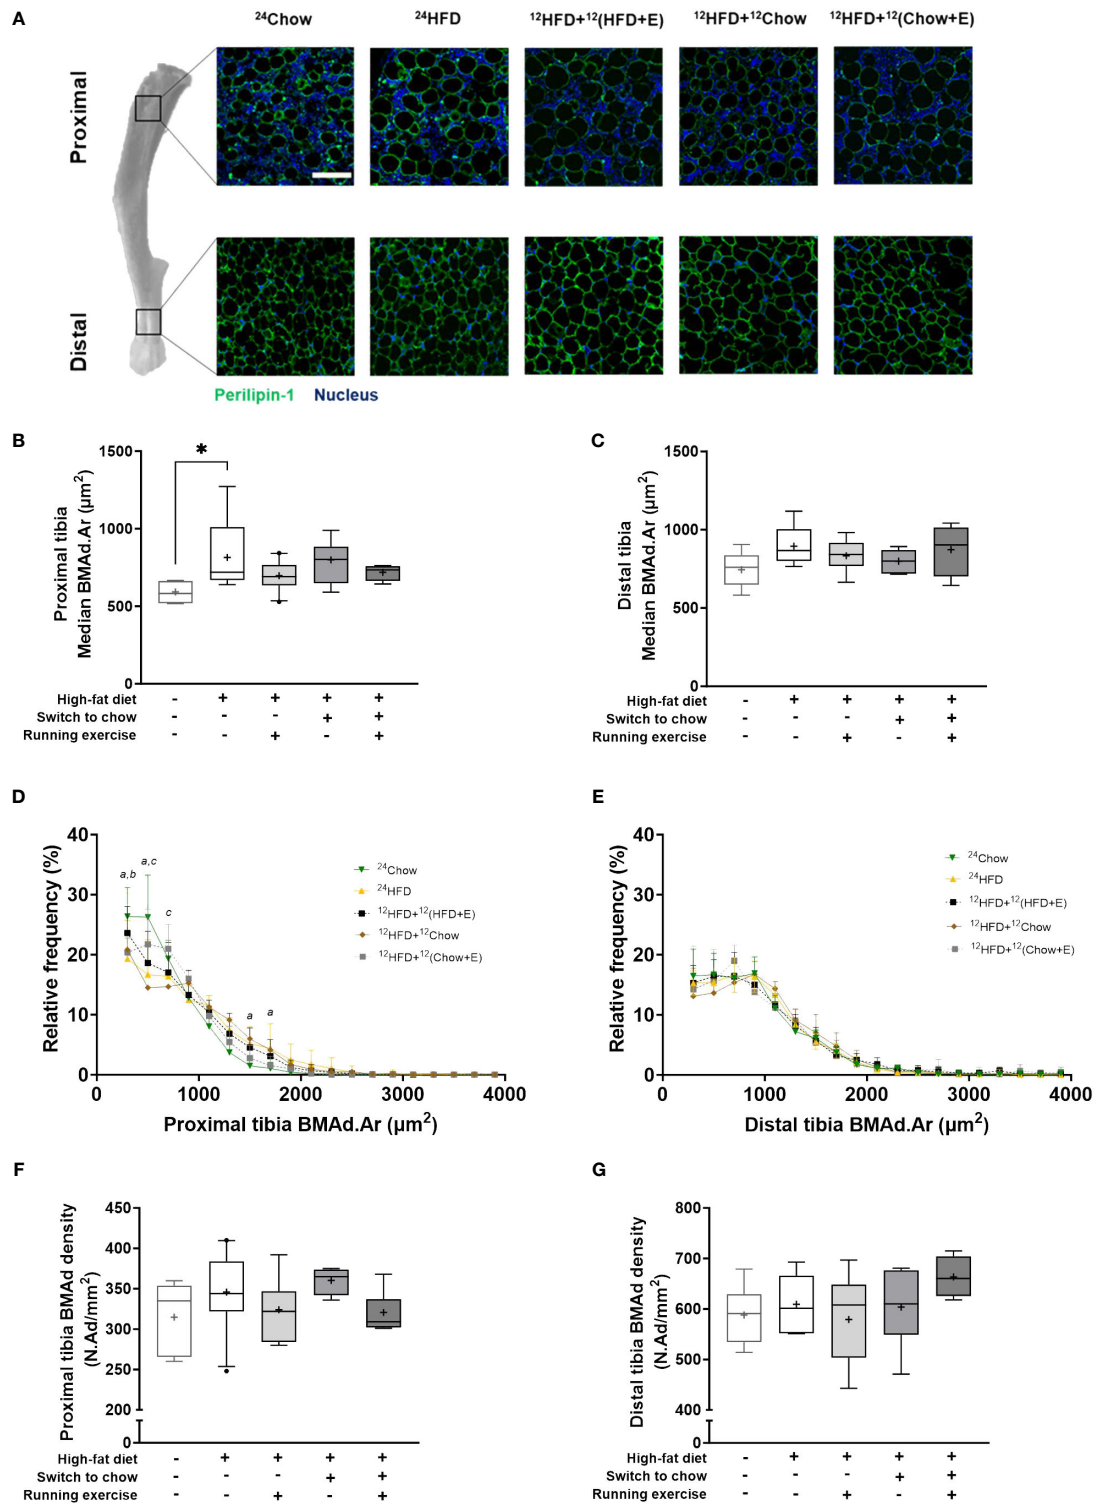 A
²⁴Chow ²⁴HFD ¹²HFD+¹²(HFD+E) ¹²HFD+¹²Chow ¹²HFD+¹²(Chow+E)
Proximal
Distal
Perilipin-1 Nucleus
B
Proximal tibia
Median BMAd.Ar (µm²)
1500
1000
500
0
*
High-fat diet - + + + +
Switch to chow - - - + +
Running exercise - - + - +
C
Distal tibia
Median BMAd.Ar (µm²)
1500
1000
500
0
High-fat diet - + + + +
Switch to chow - - - + +
Running exercise - - + - +
D
Relative frequency (%)
40
30
20
10
0
a,b a,c c a a
²⁴Chow
²⁴HFD
¹²HFD+¹²(HFD+E)
¹²HFD+¹²Chow
¹²HFD+¹²(Chow+E)
0 1000 2000 3000 4000
Proximal tibia BMAd.Ar (µm²)
E
Relative frequency (%)
40
30
20
10
0
²⁴Chow
²⁴HFD
¹²HFD+¹²(HFD+E)
¹²HFD+¹²Chow
¹²HFD+¹²(Chow+E)
0 1000 2000 3000 4000
Distal tibia BMAd.Ar (µm²)
F
Proximal tibia BMAd density
(N.Ad/mm²)
450
400
350
300
250
200
0
High-fat diet - + + + +
Switch to chow - - - + +
Running exercise - - + - +
G
Distal tibia BMAd density
(N.Ad/mm²)
800
700
600
500
400
0
High-fat diet - + + + +
Switch to chow - - - + +
Running exercise - - + - +